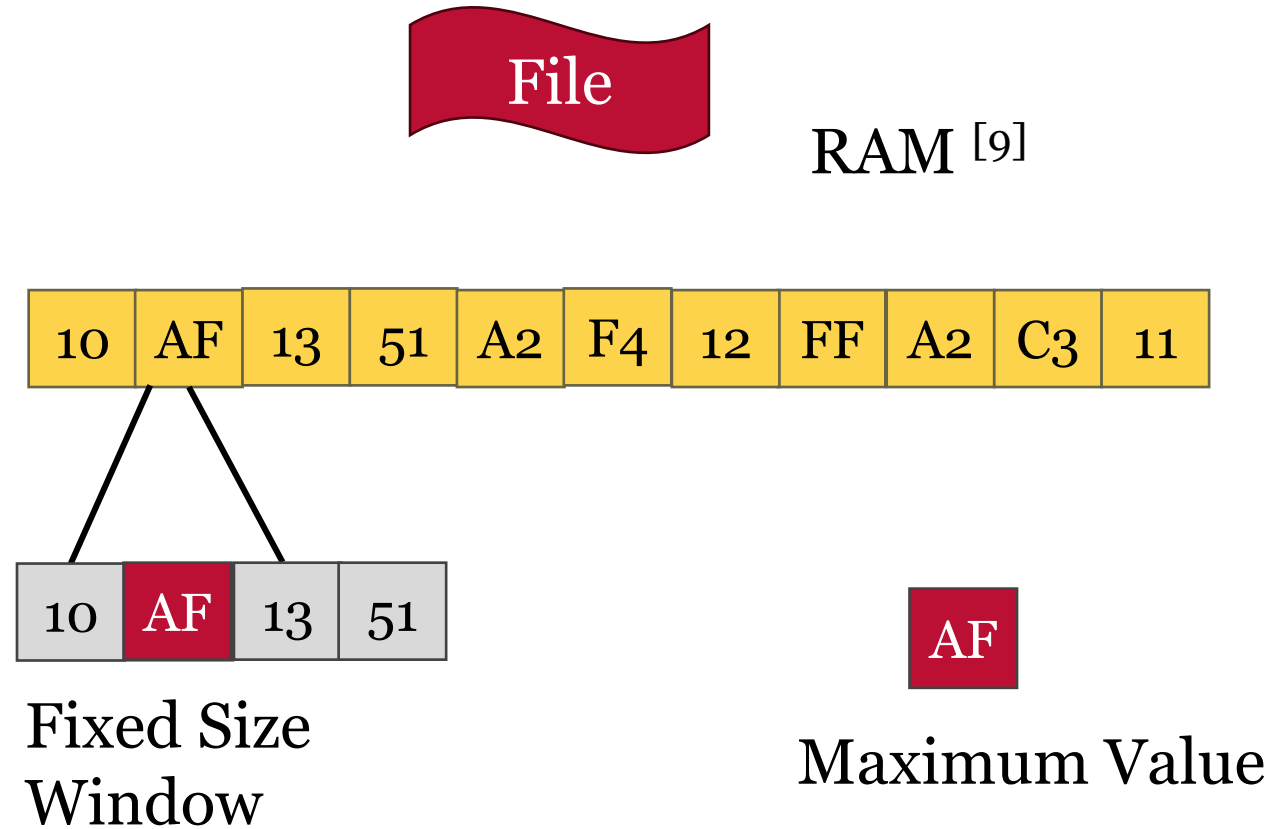 File
RAM [9]
10 AF 13 51 A2 F4 12 FF A2 C3 11
10 AF 13 51
AF
Fixed Size
Window
Maximum Value